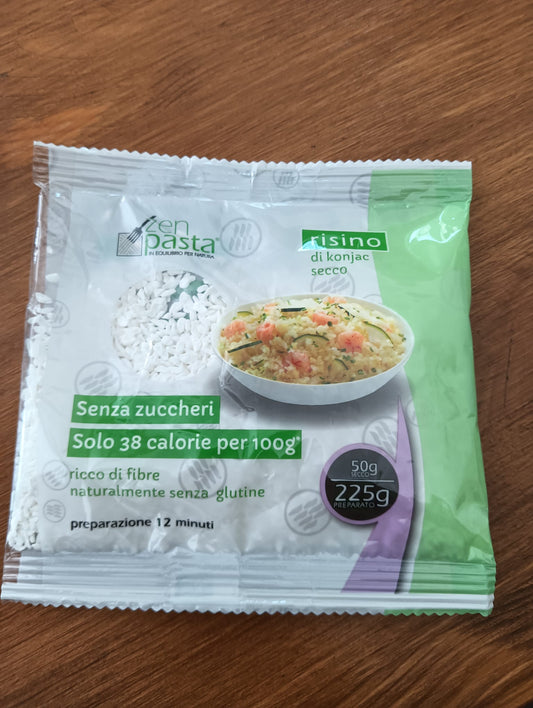 zen
pasta®
IN EQUILIBRIO PER NATURA
risino
di konjac
secco
Senza zuccheri
Solo 38 calorie per 100g*
ricco di fibre
naturalmente senza glutine
preparazione 12 minuti
50g
SECCO
225g
PREPARATO